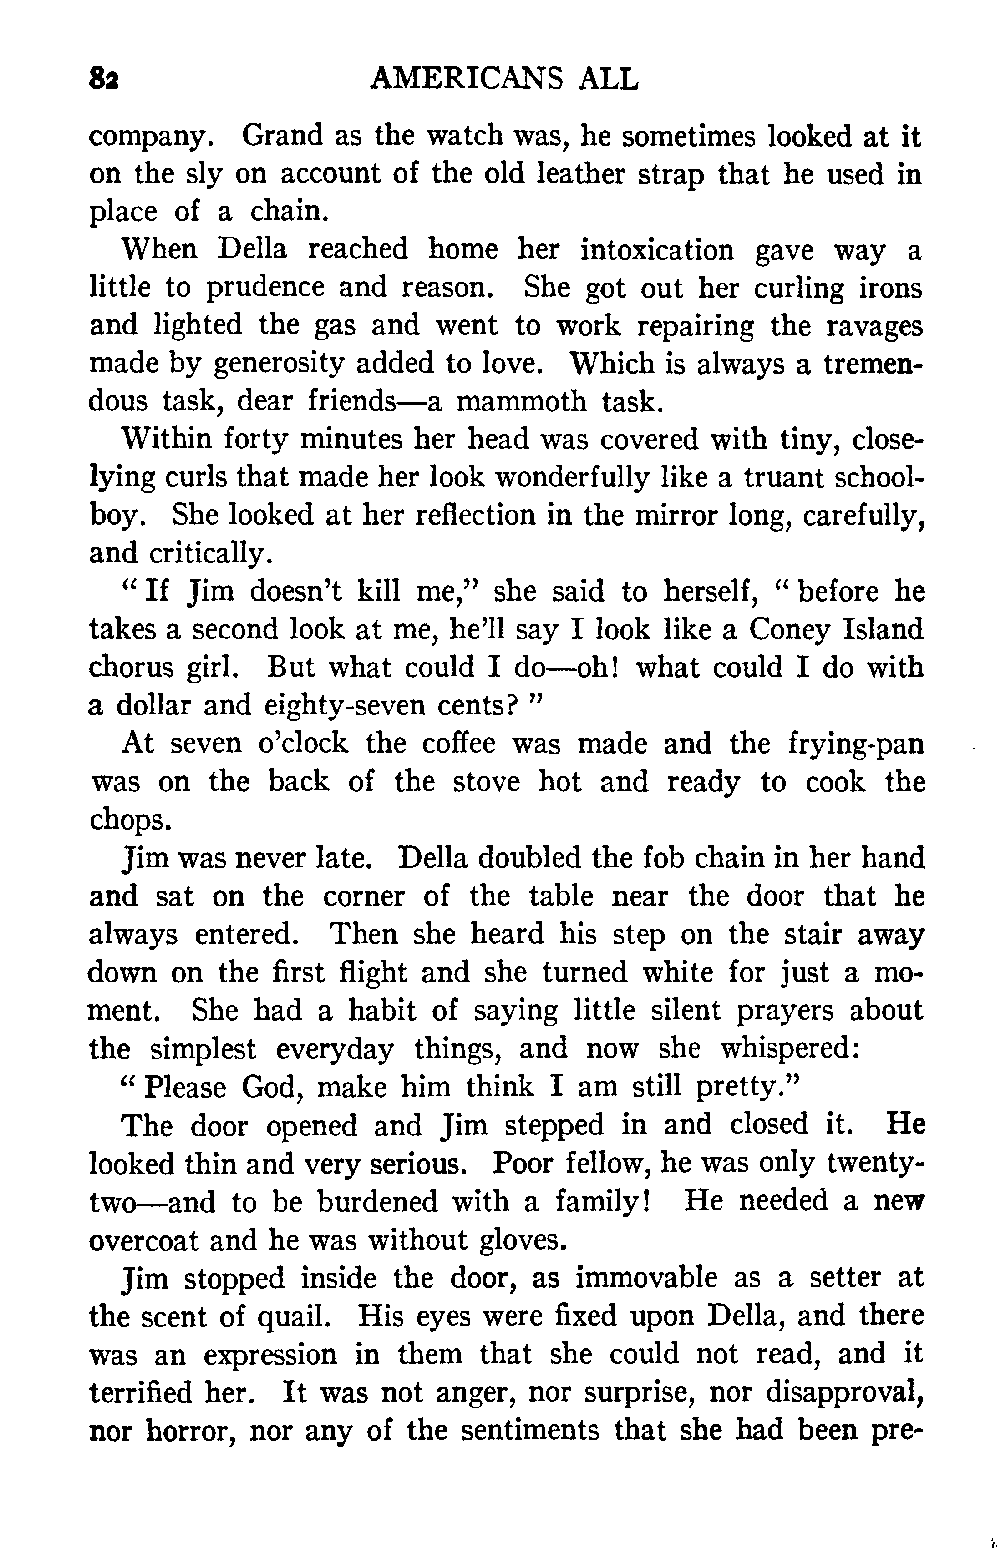 82 AMERICANS ALL
company. Grand as the watch was, he sometimes looked at it
on the sly on account of the old leather strap that he used in
place of a chain.
When Della reached home her intoxication gave way a
little to prudence and reason. She got out her curling irons
and lighted the gas and went to work repairing the ravages
made by generosity added to love. Which is always a tremen-
dous task, dear friends—a mammoth task.
Within forty minutes her head was covered with tiny, close-
lying curls that made her look wonderfully like a truant school-
boy. She looked at her reflection in the mirror long, carefully,
and critically.
“ If Jim doesn’t kill me,” she said to herself, “ before he
takes a second look at me, he’ll say I look like a Coney Island
chorus girl. But what could I do—oh! what could I do with
a dollar and eighty-seven cents? ”
At seven o’clock the coffee was made and the frying-pan
was on the back of the stove hot and ready to cook the
chops.
Jim was never late. Della doubled the fob chain in her hand
and sat on the corner of the table near the door that he
always entered. Then she heard his step on the stair away
down on the first flight and she turned white for just a mo-
ment. She had a habit of saying little silent prayers about
the simplest everyday things, and now she whispered:
“ Please God, make him think I am still pretty.”
The door opened and Jim stepped in and closed it. He
looked thin and very serious. Poor fellow, he was only twenty-
two—and to be burdened with a family! He needed a new
overcoat and he was without gloves.
Jim stopped inside the door, as immovable as a setter at
the scent of quail. His eyes were fixed upon Della, and there
was an expression in them that she could not read, and it
terrified her. It was not anger, nor surprise, nor disapproval,
nor horror, nor any of the sentiments that she had been pre-